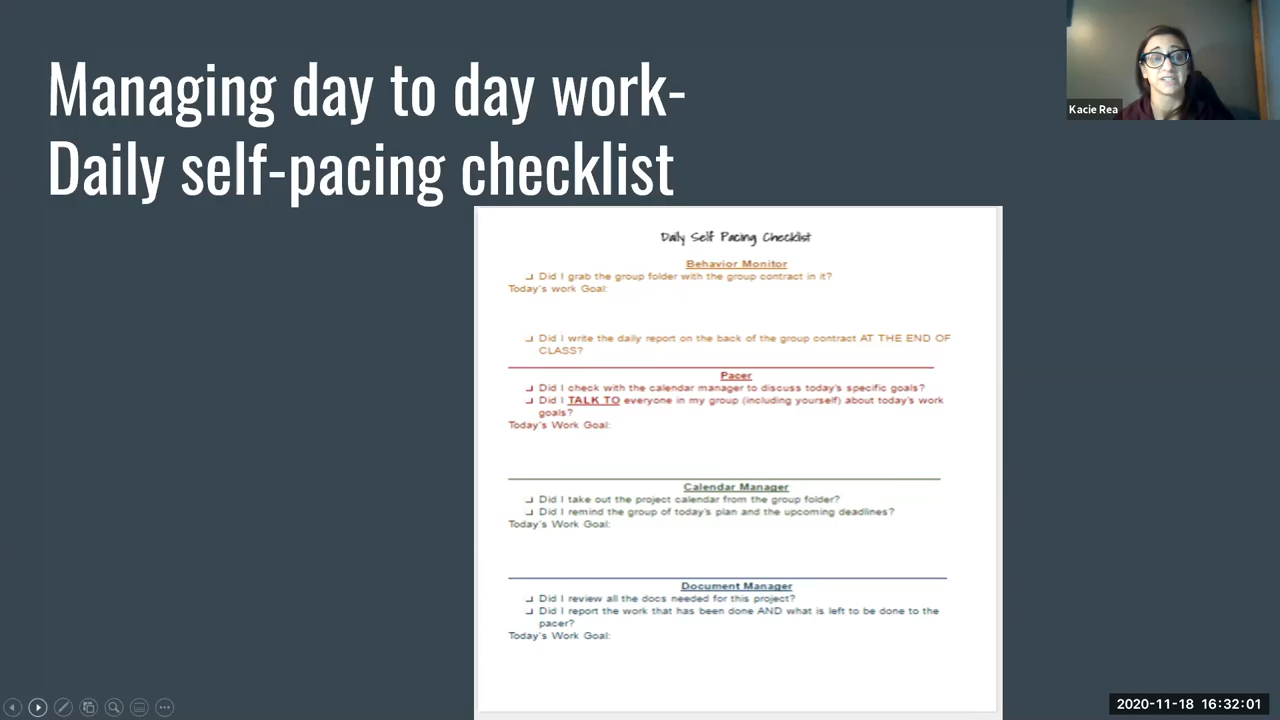 Managing day to day work-
Daily self-pacing checklist
Kacie Rea
Daily Self Pacing Checklist
Behavior Monitor
Did I grab the group folder with the group contract in it?
Today's work Goal:
Did I write the daily report on the back of the group contract AT THE END OF
CLASS?
Pacer
Did I check with the calendar manager to discuss today's specific goals?
Did I TALK TO everyone in my group (including yourself) about today's work
goals?
Today's Work Goal:
Calendar Manager
Did I take out the project calendar from the group folder?
Did I remind the group of today's plan and the upcoming deadlines?
Today's Work Goal:
Document Manager
Did I review all the docs needed for this project?
Did I report the work that has been done AND what is left to be done to the
pacer?
Today's Work Goal:
2020-11-18 16:32:01